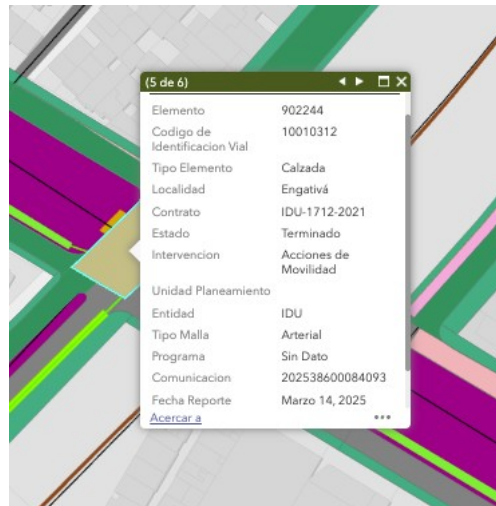 (5 de 6)
Elemento 902244
Codigo de 10010312
Identificacion Vial
Tipo Elemento Calzada
Localidad Engativá
Contrato IDU-1712-2021
Estado Terminado
Intervencion Acciones de
Movilidad
Unidad Planeamiento
Entidad IDU
Tipo Malla Arterial
Programa Sin Dato
Comunicacion 202538600084093
Fecha Reporte Marzo 14, 2025
Acercar a